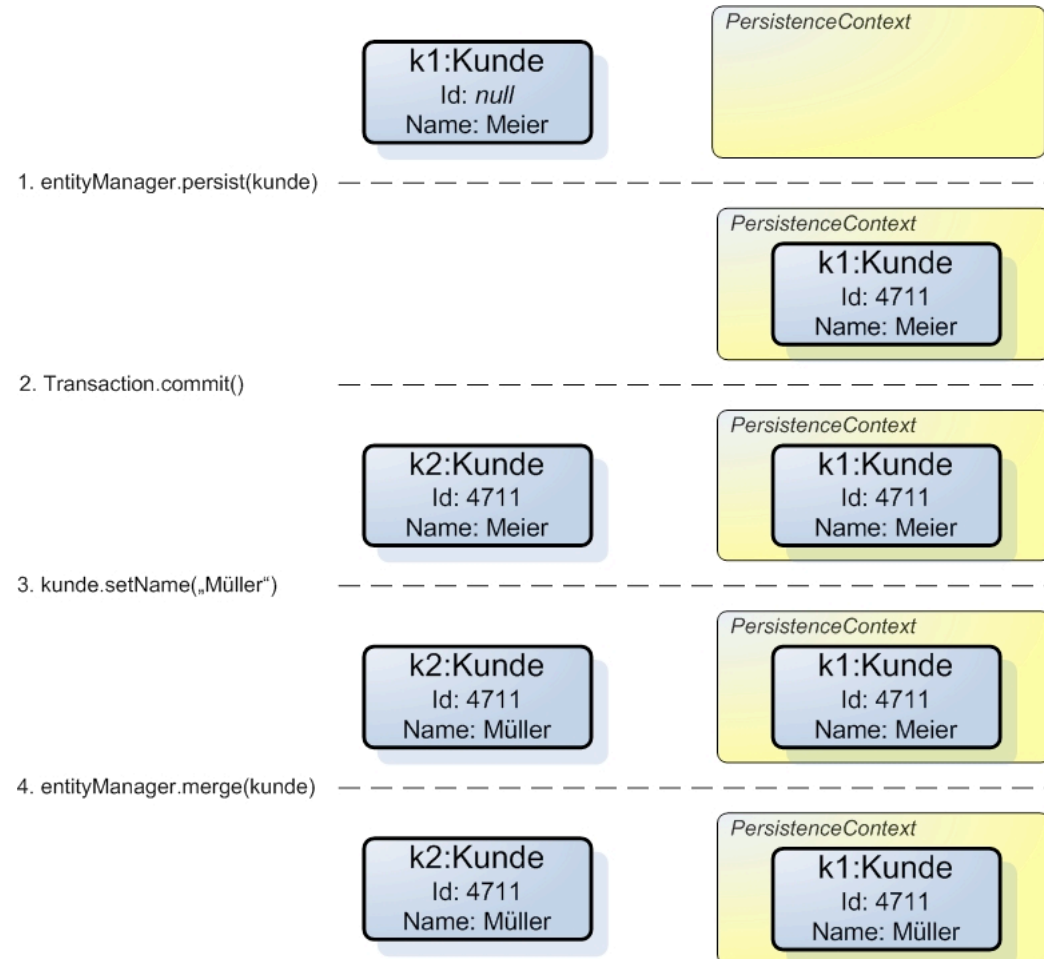 PersistenceContext
k1:Kunde
Id: null
Name: Meier
1. entityManager.persist(kunde)
PersistenceContext
k1:Kunde
Id: 4711
Name: Meier
2. Transaction.commit()
PersistenceContext
k2:Kunde
Id: 4711
Name: Meier
k1:Kunde
Id: 4711
Name: Meier
3. kunde.setName(„Müller“)
PersistenceContext
k2:Kunde
Id: 4711
Name: Müller
k1:Kunde
Id: 4711
Name: Meier
4. entityManager.merge(kunde)
PersistenceContext
k2:Kunde
Id: 4711
Name: Müller
k1:Kunde
Id: 4711
Name: Müller